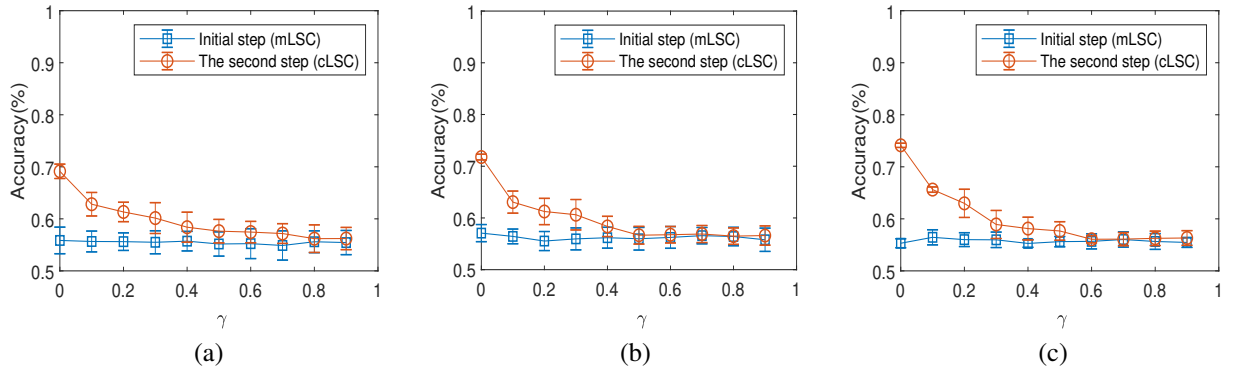 Initial step (mLSC)
The second step (cLSC)
Accuracy(%)
1
0.9
0.8
0.7
0.6
0.5
0 0.2 0.4 0.6 0.8 1
γ
(a)
Initial step (mLSC)
The second step (cLSC)
Accuracy(%)
1
0.9
0.8
0.7
0.6
0.5
0 0.2 0.4 0.6 0.8 1
γ
(b)
Initial step (mLSC)
The second step (cLSC)
Accuracy(%)
1
0.9
0.8
0.7
0.6
0.5
0 0.2 0.4 0.6 0.8 1
γ
(c)